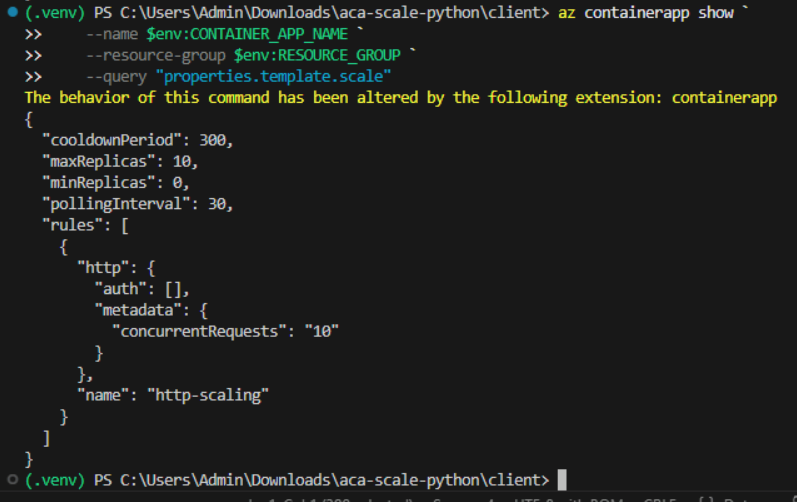 (.venv) PS C:\Users\Admin\Downloads\aca-scale-python\client> az containerapp show `
>>     --name $env:CONTAINER_APP_NAME `
>>     --resource-group $env:RESOURCE_GROUP `
>>     --query "properties.template.scale"
The behavior of this command has been altered by the following extension: containerapp
{
  "cooldownPeriod": 300,
  "maxReplicas": 10,
  "minReplicas": 0,
  "pollingInterval": 30,
  "rules": [
    {
      "http": {
        "auth": [],
        "metadata": {
          "concurrentRequests": "10"
        }
      },
      "name": "http-scaling"
    }
  ]
}
(.venv) PS C:\Users\Admin\Downloads\aca-scale-python\client>